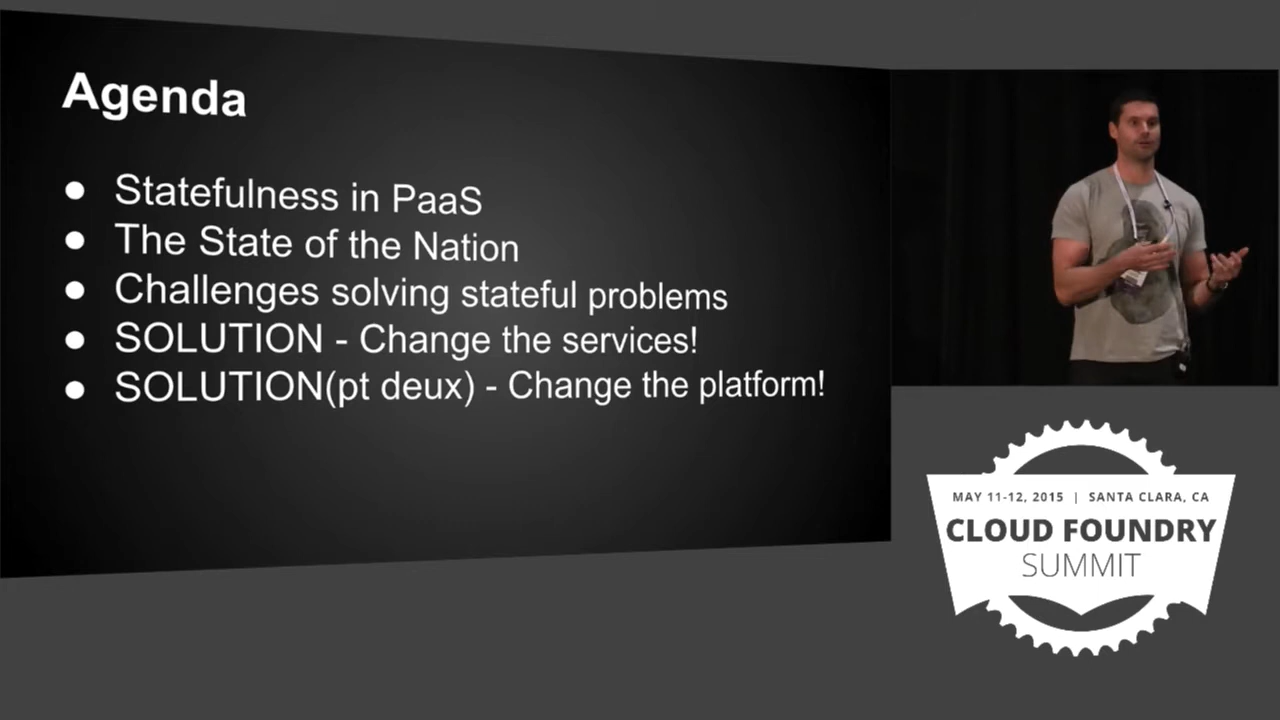 Agenda
● Statefulness in PaaS
● The State of the Nation
● Challenges solving stateful problems
● SOLUTION - Change the services!
● SOLUTION(pt deux) - Change the platform!
MAY 11-12, 2015 | SANTA CLARA, CA
CLOUD FOUNDRY
SUMMIT